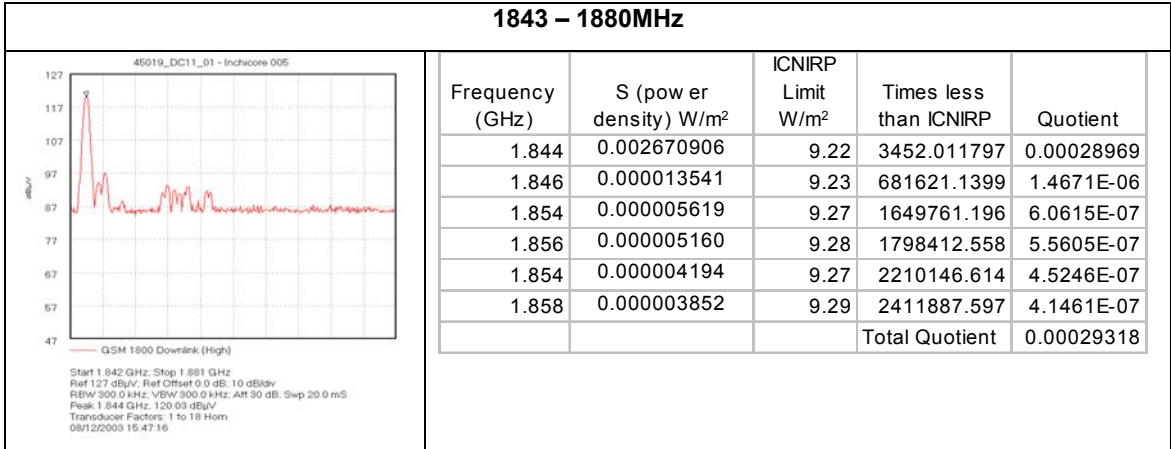 1843 – 1880MHz
45019_DC11_01 - Inchicore 005
127
117
107
97
87
77
67
57
47
dBµV
GSM 1800 Downlink (High)
Start 1.842 GHz; Stop 1.881 GHz
Ref 127 dBµV; Ref Offset 0.0 dB; 10 dB/div
RBW 300.0 kHz; VBW 300.0 kHz; Att 30 dB; Swp 20.0 mS
Peak 1.844 GHz, 120.03 dBµV
Transducer Factors: 1 to 18 Horn
08/12/2003 15:47:16
Frequency (GHz) S (pow er density) W/m² ICNIRP Limit W/m² Times less than ICNIRP Quotient
1.844 0.002670906 9.22 3452.011797 0.00028969
1.846 0.000013541 9.23 681621.1399 1.4671E-06
1.854 0.000005619 9.27 1649761.196 6.0615E-07
1.856 0.000005160 9.28 1798412.558 5.5605E-07
1.854 0.000004194 9.27 2210146.614 4.5246E-07
1.858 0.000003852 9.29 2411887.597 4.1461E-07
Total Quotient 0.00029318